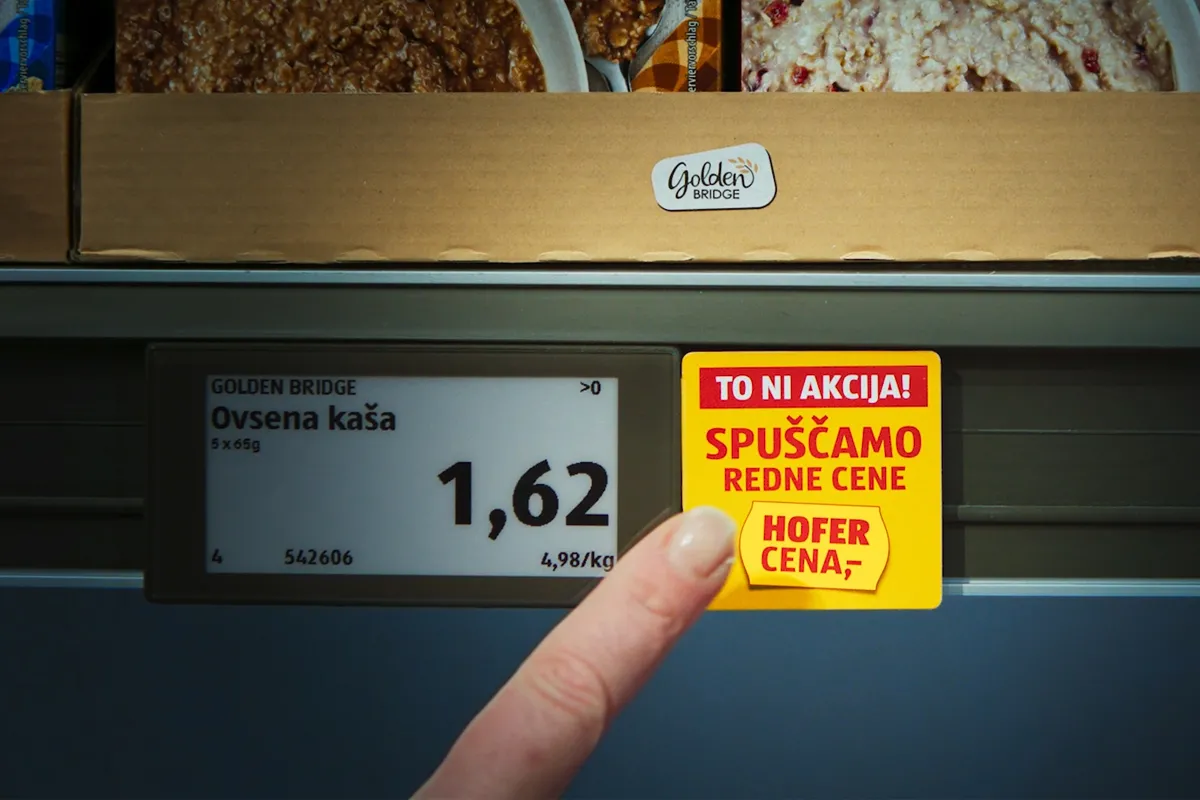 erviervorschlag / 
Golden
BRIDGE
GOLDEN BRIDGE >0
Ovsena kaša
5 x 65g
1,62
4 542606 4,98/kg
TO NI AKCIJA!
SPUŠČAMO
REDNE CENE
HOFER
CENA,-